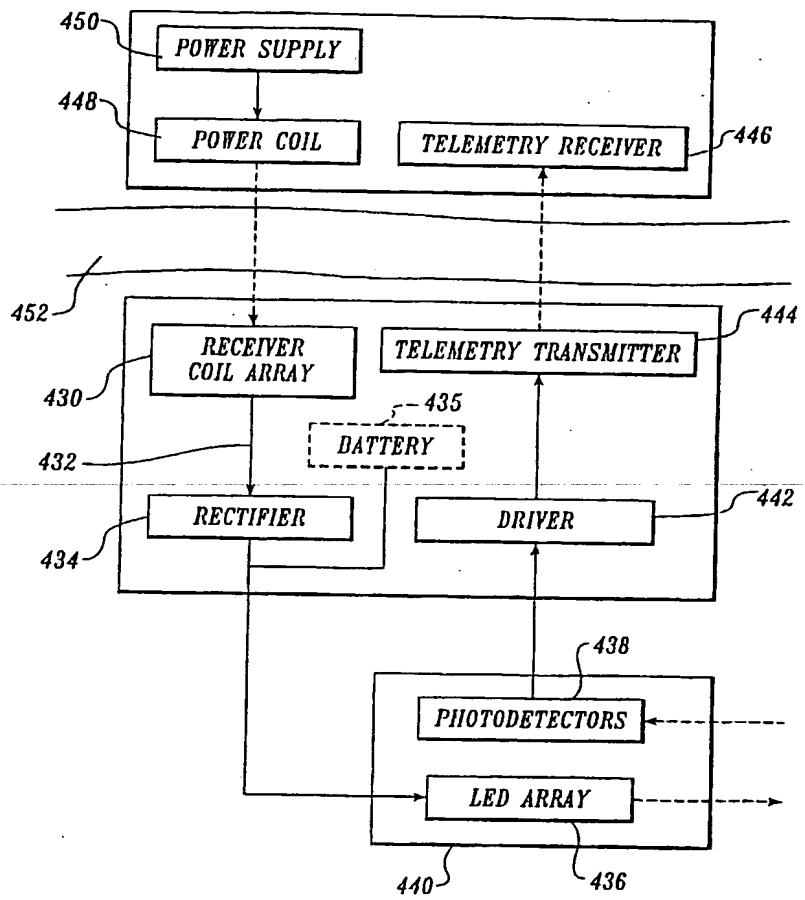 450
POWER SUPPLY
448
POWER COIL
TELEMETRY RECEIVER
446
452
444
RECEIVER
COIL ARRAY
TELEMETRY TRANSMITTER
430
435
432
BATTERY
442
RECTIFIER
DRIVER
434
438
PHOTODETECTORS
LED ARRAY
440
436